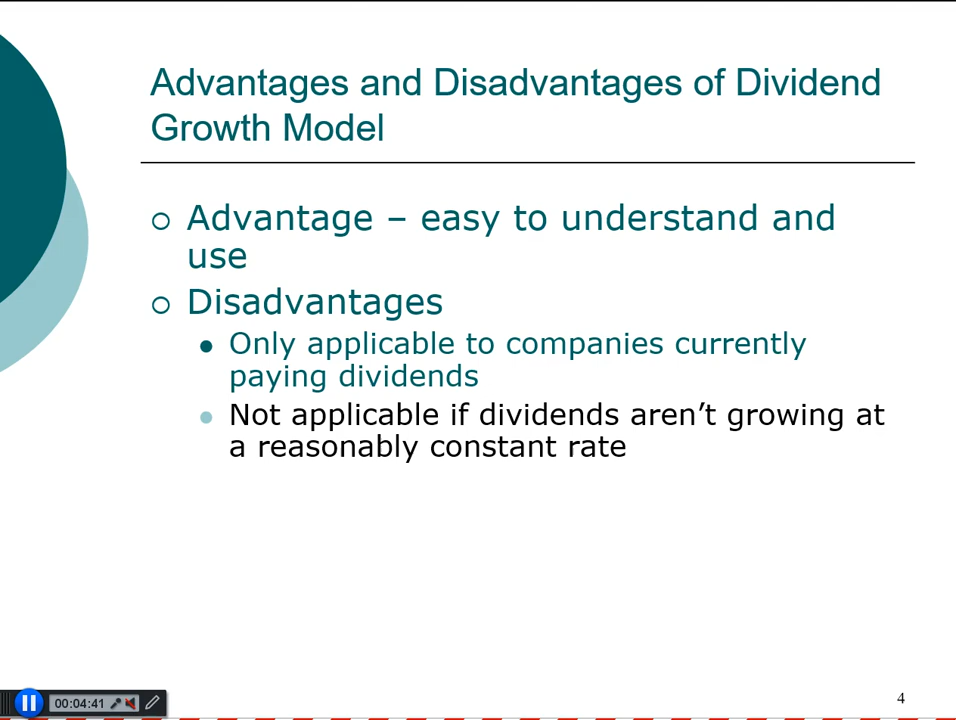 Advantages and Disadvantages of Dividend
Growth Model
Advantage – easy to understand and
use
Disadvantages
Only applicable to companies currently
paying dividends
Not applicable if dividends aren’t growing at
a reasonably constant rate
00:04:41
4